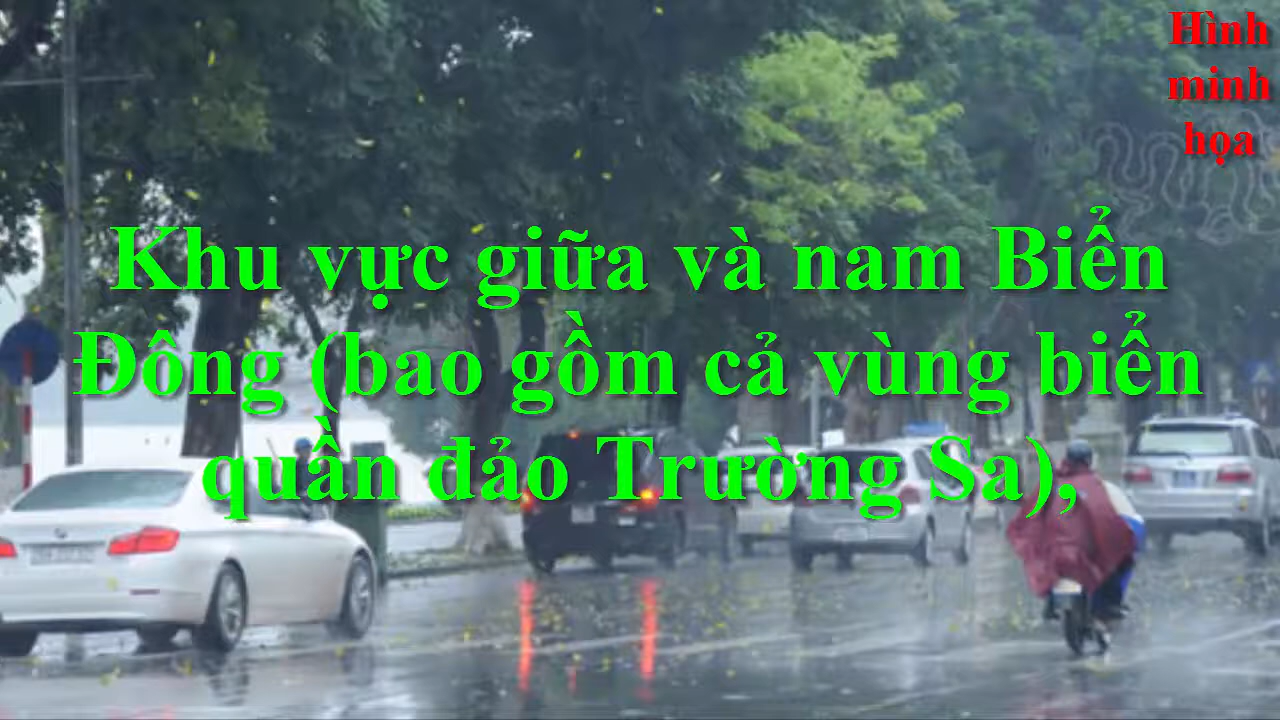 Hình
minh
họa
Khu vực giữa và nam Biển
Đông (bao gồm cả vùng biển
quần đảo Trường Sa),